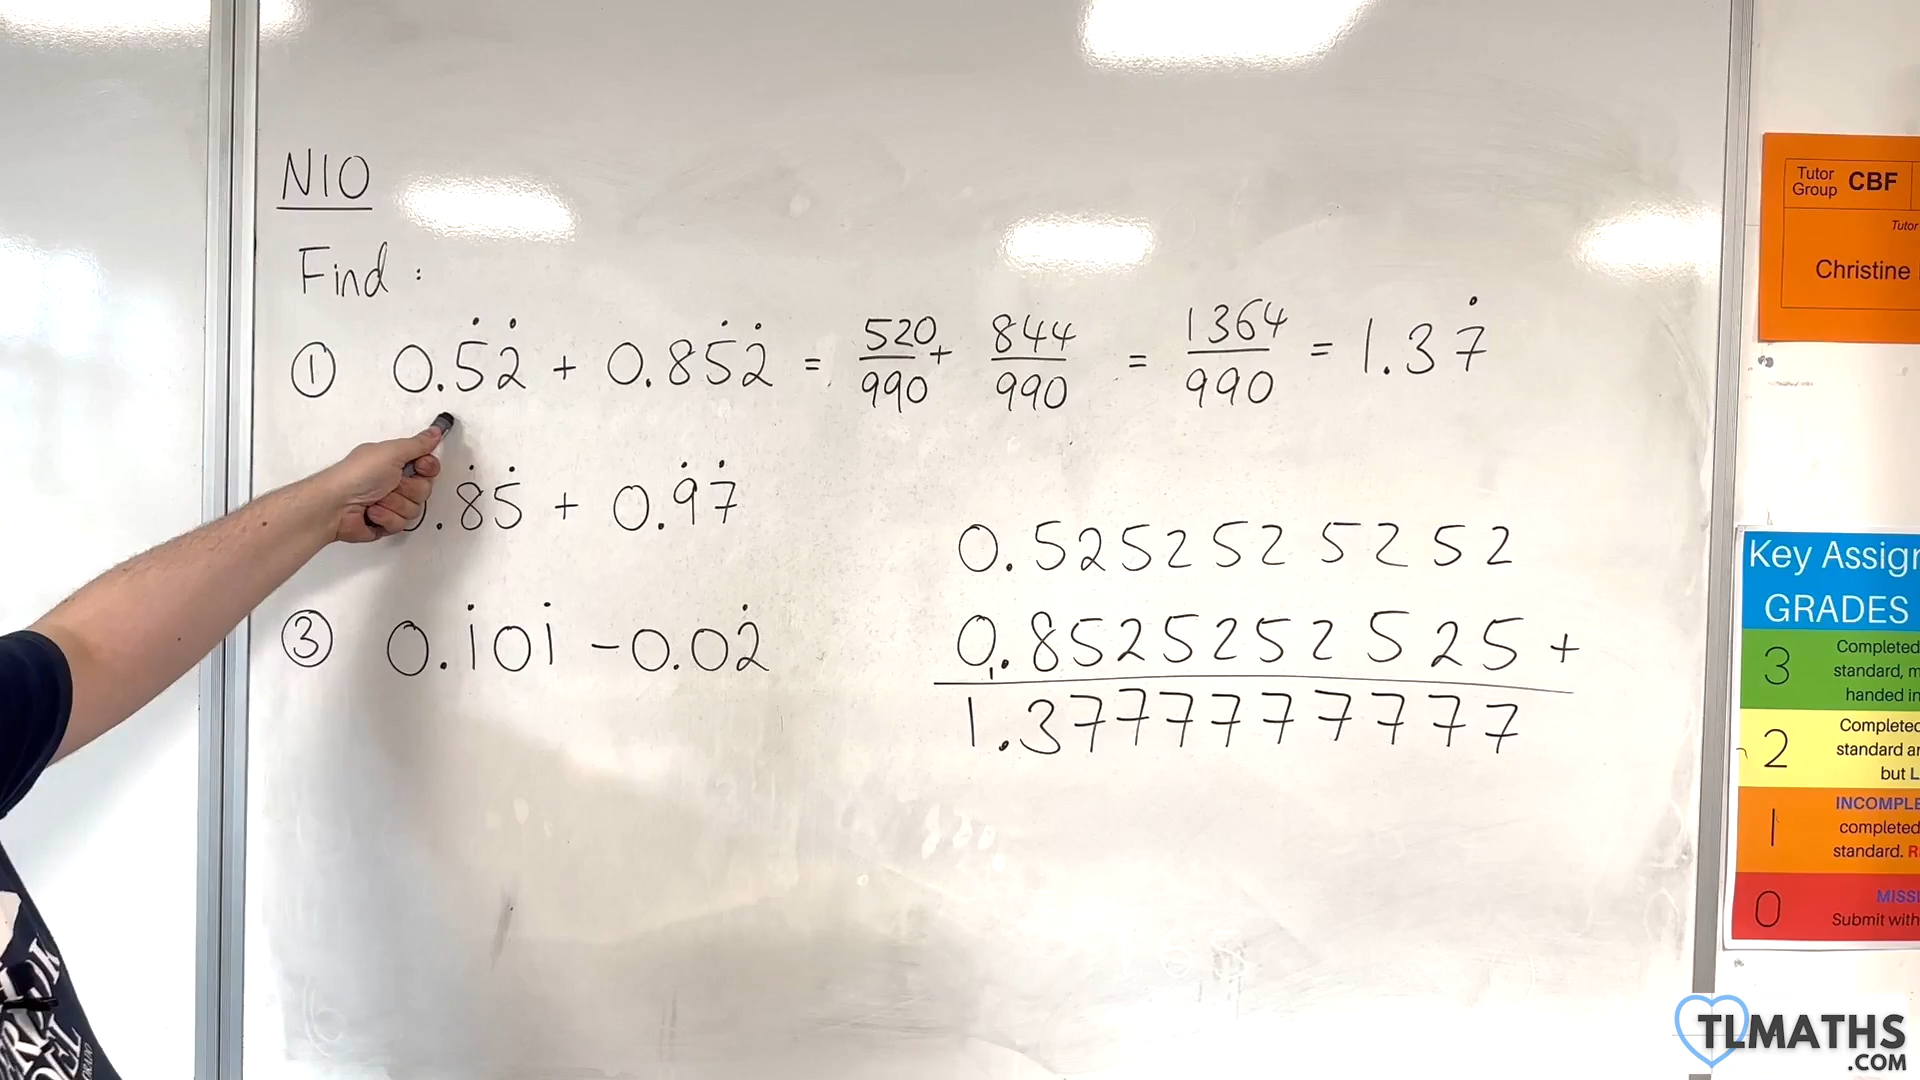 N10
Find :
① 0.5̇2̇ + 0.85̇2̇ = 520/990 + 844/990 = 1364/990 = 1.37̇
0.8̇5̇ + 0.9̇7̇
0.5252525252
0.8525252525 +
1.3777777777
③ 0.1̇01̇ - 0.02̇
Tutor Group CBF
Tutor
Christine
Key Assig
GRADES
3 Completed
standard, m
handed in
2 Completed
standard a
but L
1 INCOMPLE
completed
standard. R
0 MISSI
Submit with
TLMATHS
.COM